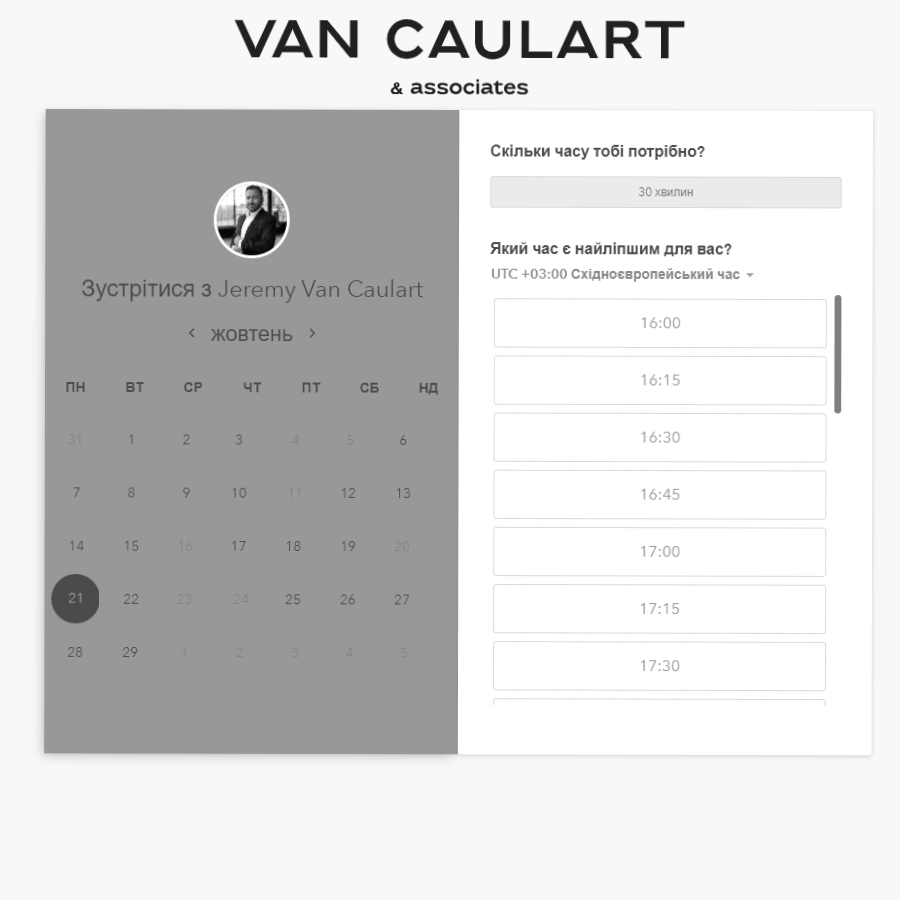 VAN CAULART
& associates
Зустрітися з Jeremy Van Caulart
жовтень
ПН ВТ СР ЧТ ПТ СБ НД
31 1 2 3 4 5 6
7 8 9 10 11 12 13
14 15 16 17 18 19 20
21 22 23 24 25 26 27
28 29 1 2 3 4 5
Скільки часу тобі потрібно?
30 хвилин
Який час є найліпшим для вас?
UTC +03:00 Східноєвропейський час
16:00
16:15
16:30
16:45
17:00
17:15
17:30